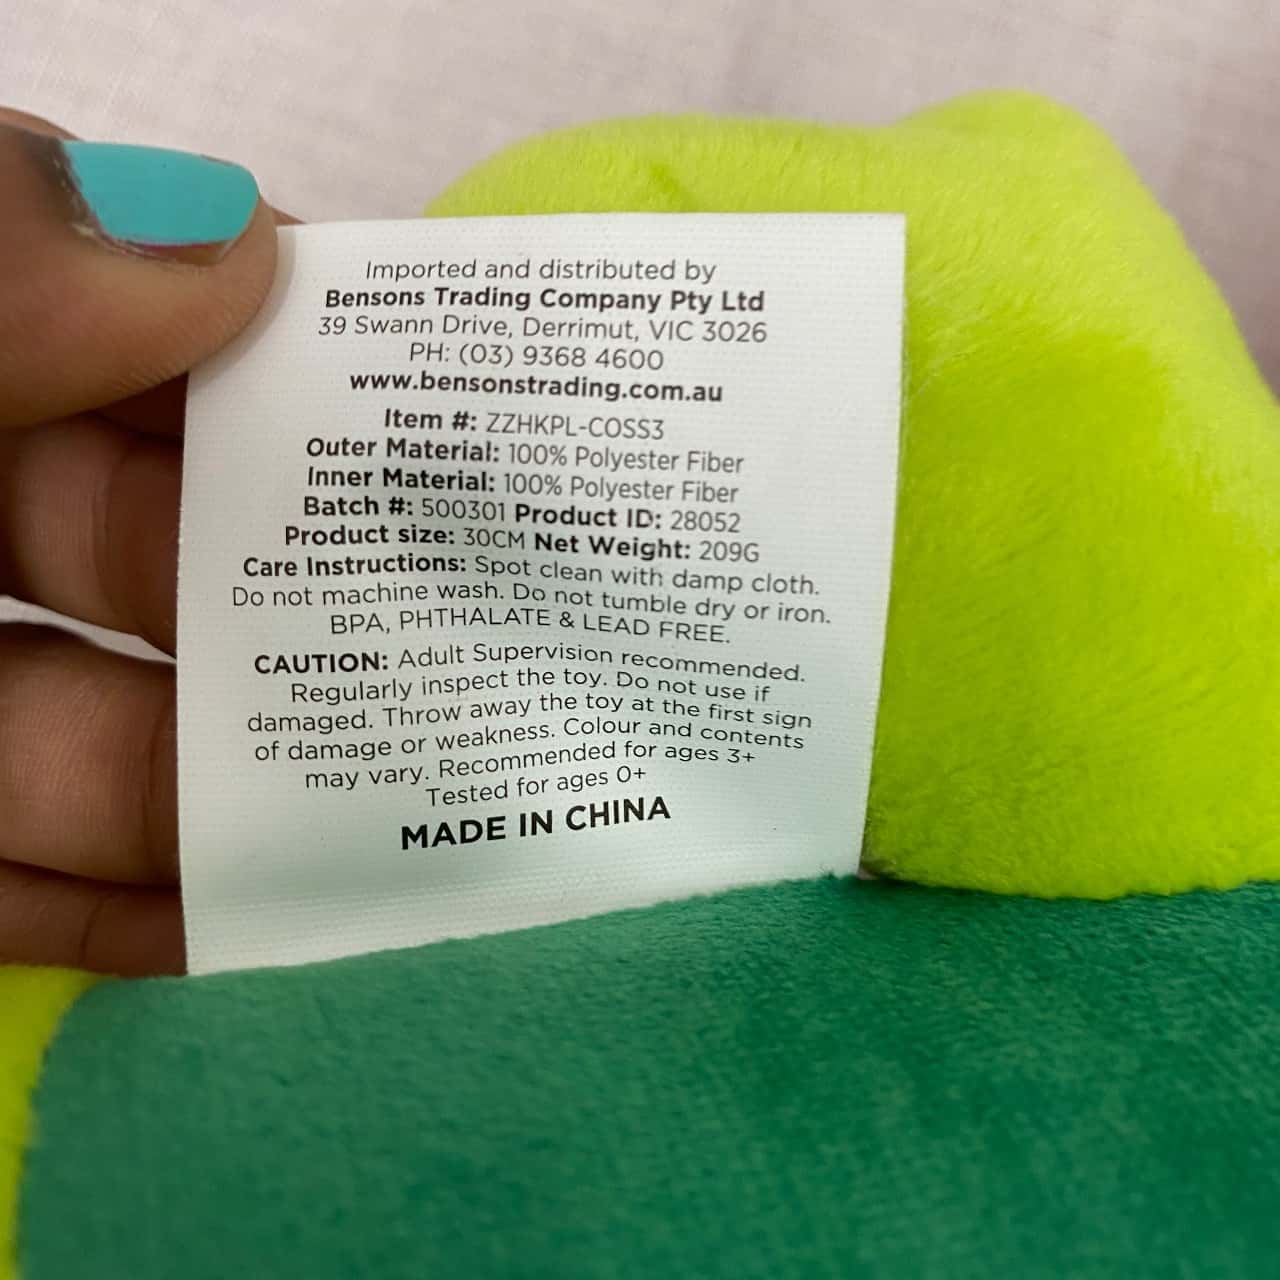 Imported and distributed by
Bensons Trading Company Pty Ltd
39 Swann Drive, Derrimut, VIC 3026
PH: (03) 9368 4600
www.bensonstrading.com.au
Item #: ZZHKPL-COSS3
Outer Material: 100% Polyester Fiber
Inner Material: 100% Polyester Fiber
Batch #: 500301 Product ID: 28052
Product size: 30CM Net Weight: 209G
Care Instructions: Spot clean with damp cloth.
Do not machine wash. Do not tumble dry or iron.
BPA, PHTHALATE & LEAD FREE.
CAUTION: Adult Supervision recommended.
Regularly inspect the toy. Do not use if
damaged. Throw away the toy at the first sign
of damage or weakness. Colour and contents
may vary. Recommended for ages 3+
Tested for ages 0+
MADE IN CHINA